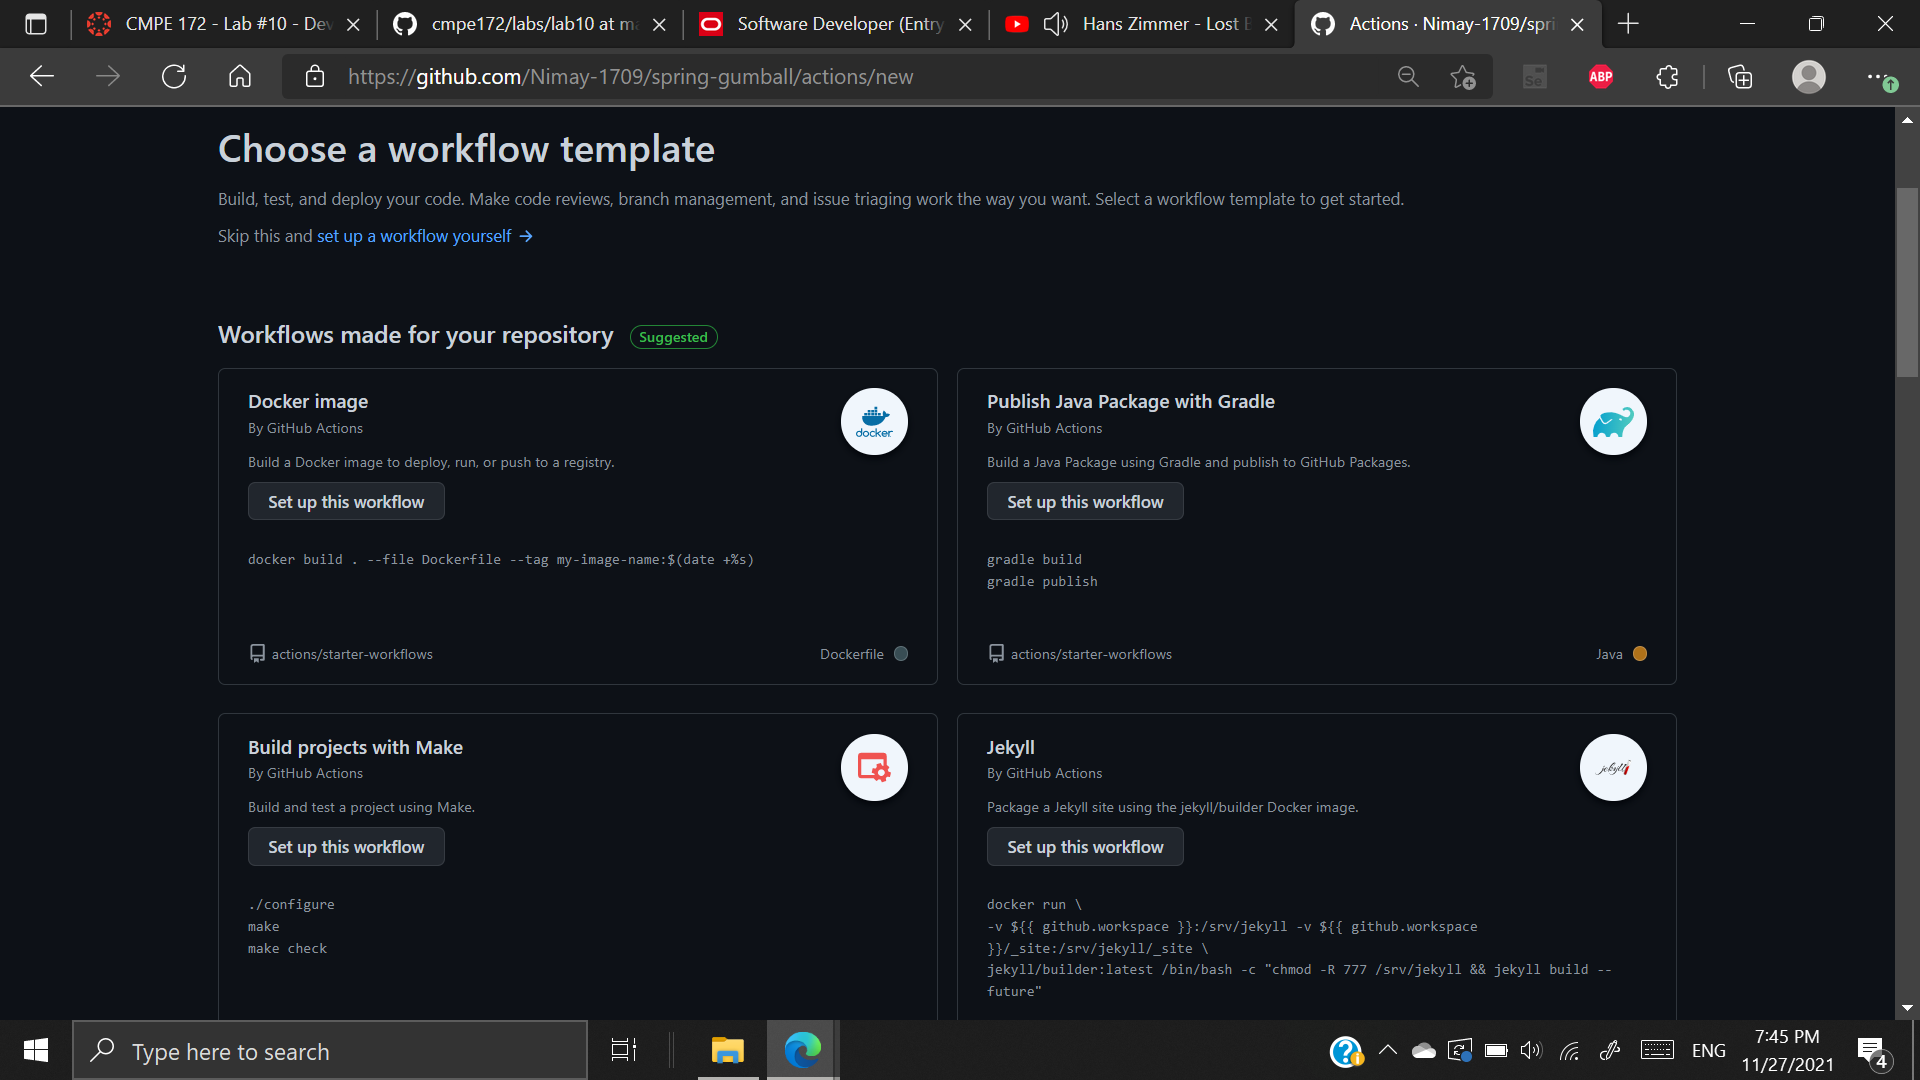 CMPE 172 - Lab #10 - Dev
cmpe172/labs/lab10 at ma
Software Developer (Entry
Hans Zimmer - Lost E
Actions · Nimay-1709/spri
https://github.com/Nimay-1709/spring-gumball/actions/new
Se
ABP
Choose a workflow template
Build, test, and deploy your code. Make code reviews, branch management, and issue triaging work the way you want. Select a workflow template to get started.
Skip this and set up a workflow yourself →
Workflows made for your repository Suggested
Docker image
By GitHub Actions
docker
Build a Docker image to deploy, run, or push to a registry.
Set up this workflow
docker build . --file Dockerfile --tag my-image-name:$(date +%s)
actions/starter-workflows
Dockerfile
Publish Java Package with Gradle
By GitHub Actions
Build a Java Package using Gradle and publish to GitHub Packages.
Set up this workflow
gradle build
gradle publish
actions/starter-workflows
Java
Build projects with Make
By GitHub Actions
Build and test a project using Make.
Set up this workflow
./configure
make
make check
Jekyll
By GitHub Actions
jekyll
Package a Jekyll site using the jekyll/builder Docker image.
Set up this workflow
docker run \
-v ${{ github.workspace }}:/srv/jekyll -v ${{ github.workspace
}}/_site:/srv/jekyll/_site \
jekyll/builder:latest /bin/bash -c "chmod -R 777 /srv/jekyll && jekyll build --
future"
Type here to search
ENG
7:45 PM
11/27/2021
4